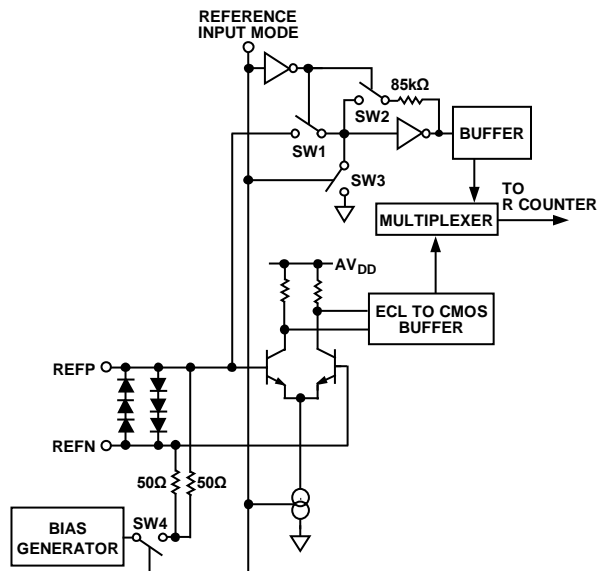 REFERENCE
INPUT MODE
85kΩ
SW2
BUFFER
SW1
SW3
TO
R COUNTER
MULTIPLEXER
AVDD
ECL TO CMOS
BUFFER
REFP
REFN
50Ω
50Ω
BIAS
GENERATOR
SW4